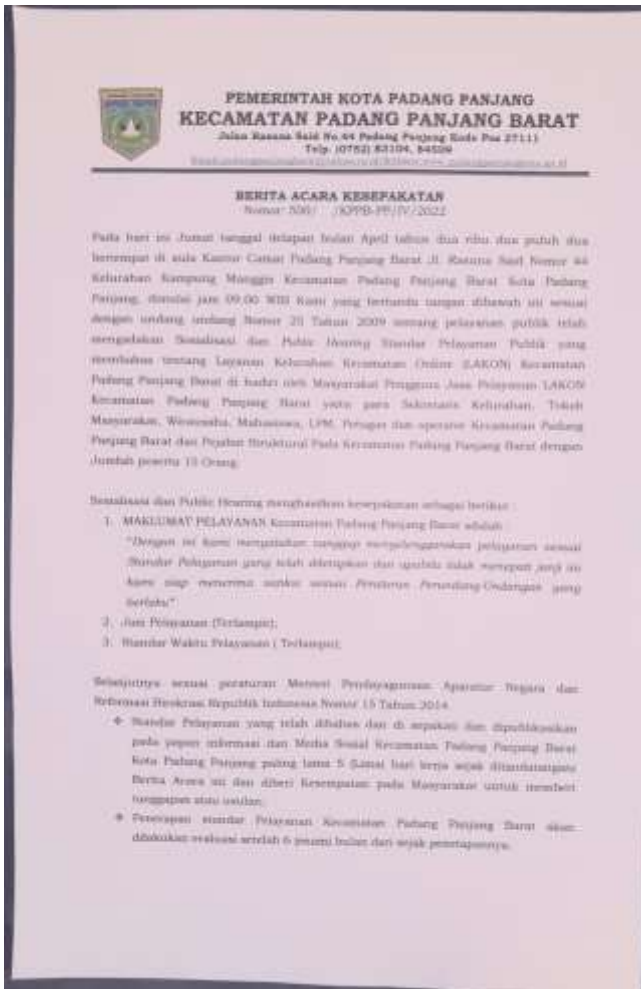 PEMERINTAH KOTA PADANG PANJANG
KECAMATAN PADANG PANJANG BARAT
Jalan Rasuna Said No.44 Padang Panjang Kode Pos 27111
Telp. (0752) 82104, 84509
BERITA ACARA KESEPAKATAN
Nomor: 500/ /KPPB-PP/IV/2022
Pada hari ini Jumat tanggal delapan bulan April tahun dua ribu dua puluh dua
bertempat di aula Kantor Camat Padang Panjang Barat Jl. Rasuna Said Nomor 44
Kelurahan Kampung Manggis Kecamatan Padang Panjang Barat Kota Padang
Panjang, dimulai jam 09.00 WIB Kami yang bertanda tangan dibawah ini sesuai
dengan undang undang Nomor 25 Tahun 2009 tentang pelayanan publik telah
mengadakan Sosialisasi dan Public Hearing Standar Pelayanan Publik yang
membahas tentang Layanan Kelurahan Kecamatan Online (LAKON) Kecamatan
Padang Panjang Barat di hadiri oleh Masyarakat Pengguna Jasa Pelayanan LAKON
Kecamatan Padang Panjang Barat yaitu para Sekretaris Kelurahan, Tokoh
Masyarakat, Wirausaha, Mahasiswa, LPM, Petugas dan operator Kecamatan Padang
Panjang Barat dan Pejabat Struktural Pada Kecamatan Padang Panjang Barat dengan
Jumlah peserta 15 Orang.
Sosialisasi dan Public Hearing menghasilkan kesepakatan sebagai berikut :
1. MAKLUMAT PELAYANAN Kecamatan Padang Panjang Barat adalah
"Dengan ini kami menyatakan sanggup menyelenggarakan pelayanan sesuai
Standar Pelayanan yang telah ditetapkan dan apabila tidak menepati janji ini
kami siap menerima sanksi sesuai Peraturan Perundang-Undangan yang
berlaku"
2. Jenis Pelayanan (Terlampir);
3. Standar Waktu Pelayanan ( Terlampir);
Selanjutnya sesuai peraturan Menteri Pendayagunaan Aparatur Negara dan
Reformasi Birokrasi Republik Indonesia Nomor 15 Tahun 2014
❖ Standar Pelayanan yang telah dibahas dan di sepakati dan dipublikasikan
pada papan informasi dan Media Sosial Kecamatan Padang Panjang Barat
Kota Padang Panjang paling lama 5 (Lima) hari kerja sejak ditandatangani
Berita Acara ini dan diberi Kesempatan pada Masyarakat untuk memberi
tanggapan atau usulan;
❖ Penerapan standar Pelayanan Kecamatan Padang Panjang Barat akan
dilakukan evaluasi setelah 6 (enam) bulan dari sejak penetapannya.